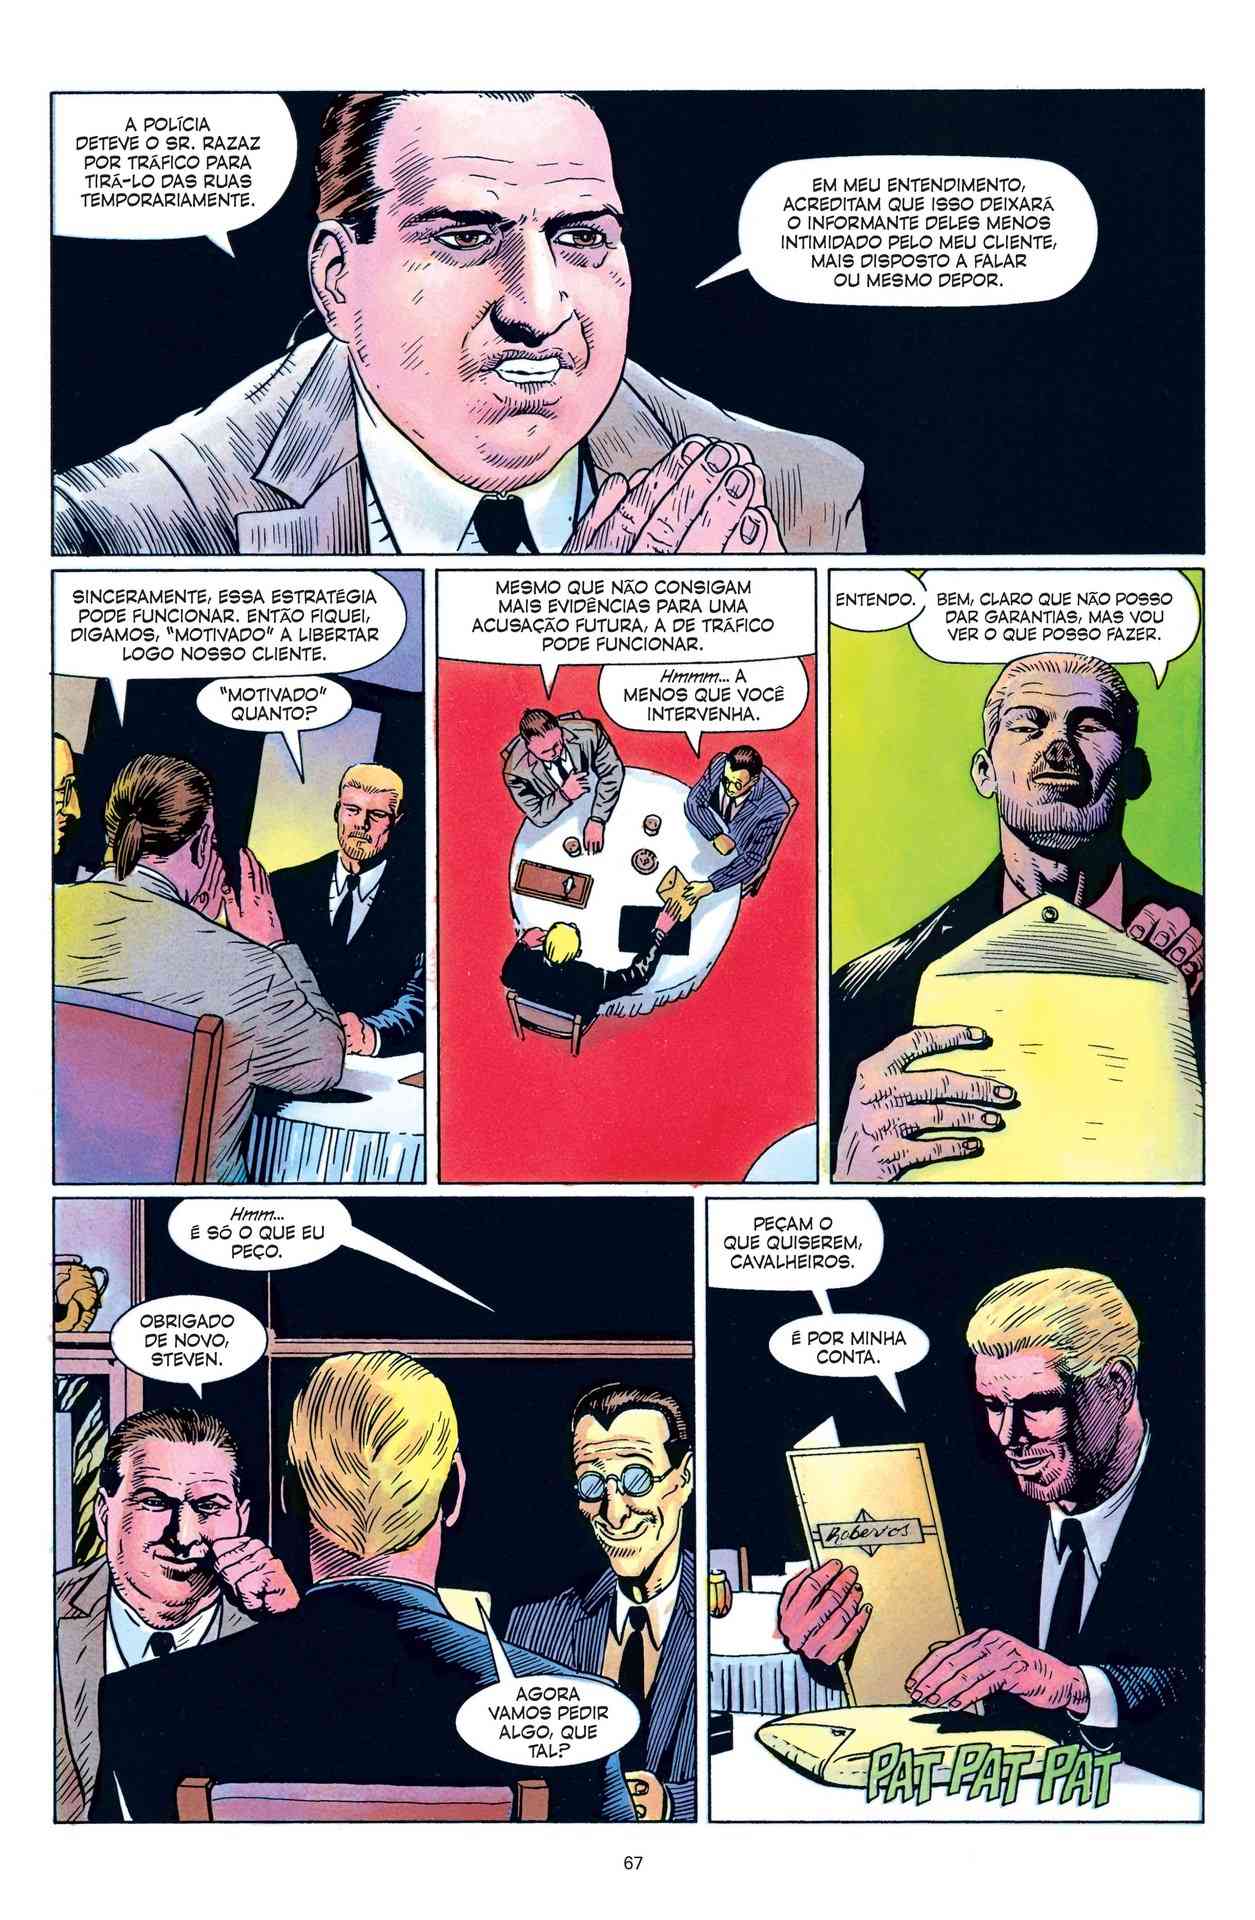 A POLÍCIA
DETEVE O SR. RAZAZ
POR TRÁFICO PARA
TIRÁ-LO DAS RUAS
TEMPORARIAMENTE.
EM MEU ENTENDIMENTO,
ACREDITAM QUE ISSO DEIXARÁ
O INFORMANTE DELES MENOS
INTIMIDADO PELO MEU CLIENTE,
MAIS DISPOSTO A FALAR
OU MESMO DEPOR.
SINCERAMENTE, ESSA ESTRATÉGIA
PODE FUNCIONAR. ENTÃO FIQUEI,
DIGAMOS, “MOTIVADO” A LIBERTAR
LOGO NOSSO CLIENTE.
“MOTIVADO”
QUANTO?
MESMO QUE NÃO CONSIGAM
MAIS EVIDÊNCIAS PARA UMA
ACUSAÇÃO FUTURA, A DE TRÁFICO
PODE FUNCIONAR.
Hmmm... A
MENOS QUE VOCÊ
INTERVENHA.
ENTENDO.
BEM, CLARO QUE NÃO POSSO
DAR GARANTIAS, MAS VOU
VER O QUE POSSO FAZER.
Hmm...
É SÓ O QUE EU
PEÇO.
OBRIGADO
DE NOVO,
STEVEN.
AGORA
VAMOS PEDIR
ALGO, QUE
TAL?
PEÇAM O
QUE QUISEREM,
CAVALHEIROS.
É POR MINHA
CONTA.
PAT PAT PAT
67